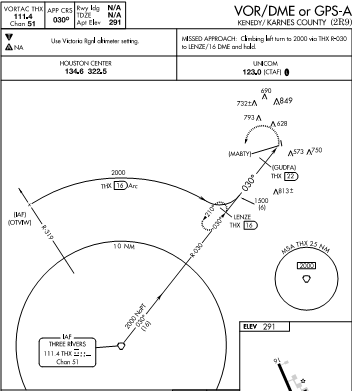 VORTAC THX
111.4
Chan 51
APP CRS
030°
Rwy ldg N/A
TDZE N/A
Apt Elev 291
VOR/DME or GPS-A
KENEDY/ KARNES COUNTY (2R9)
Use Victoria Rgnl altimeter setting.
NA
MISSED APPROACH: Climbing left turn to 2000 via THX R-030
to LENZE/16 DME and hold.
HOUSTON CENTER
134.6 322.5
UNICOM
123.0 (CTAF)
690
732±
849
793
628
(MABTY)
573
750
(GUDFA)
THX 22
2000
THX 16 Arc
030°
813±
1500
(6)
(IAF)
(OTVIW)
210°
030°
LENZE
THX 16
R-319
R-030
10 NM
MSA THX 25 NM
2000
2000 NoPT
030°
(16)
IAF
THREE RIVERS
111.4 THX
Chan 51
ELEV 291